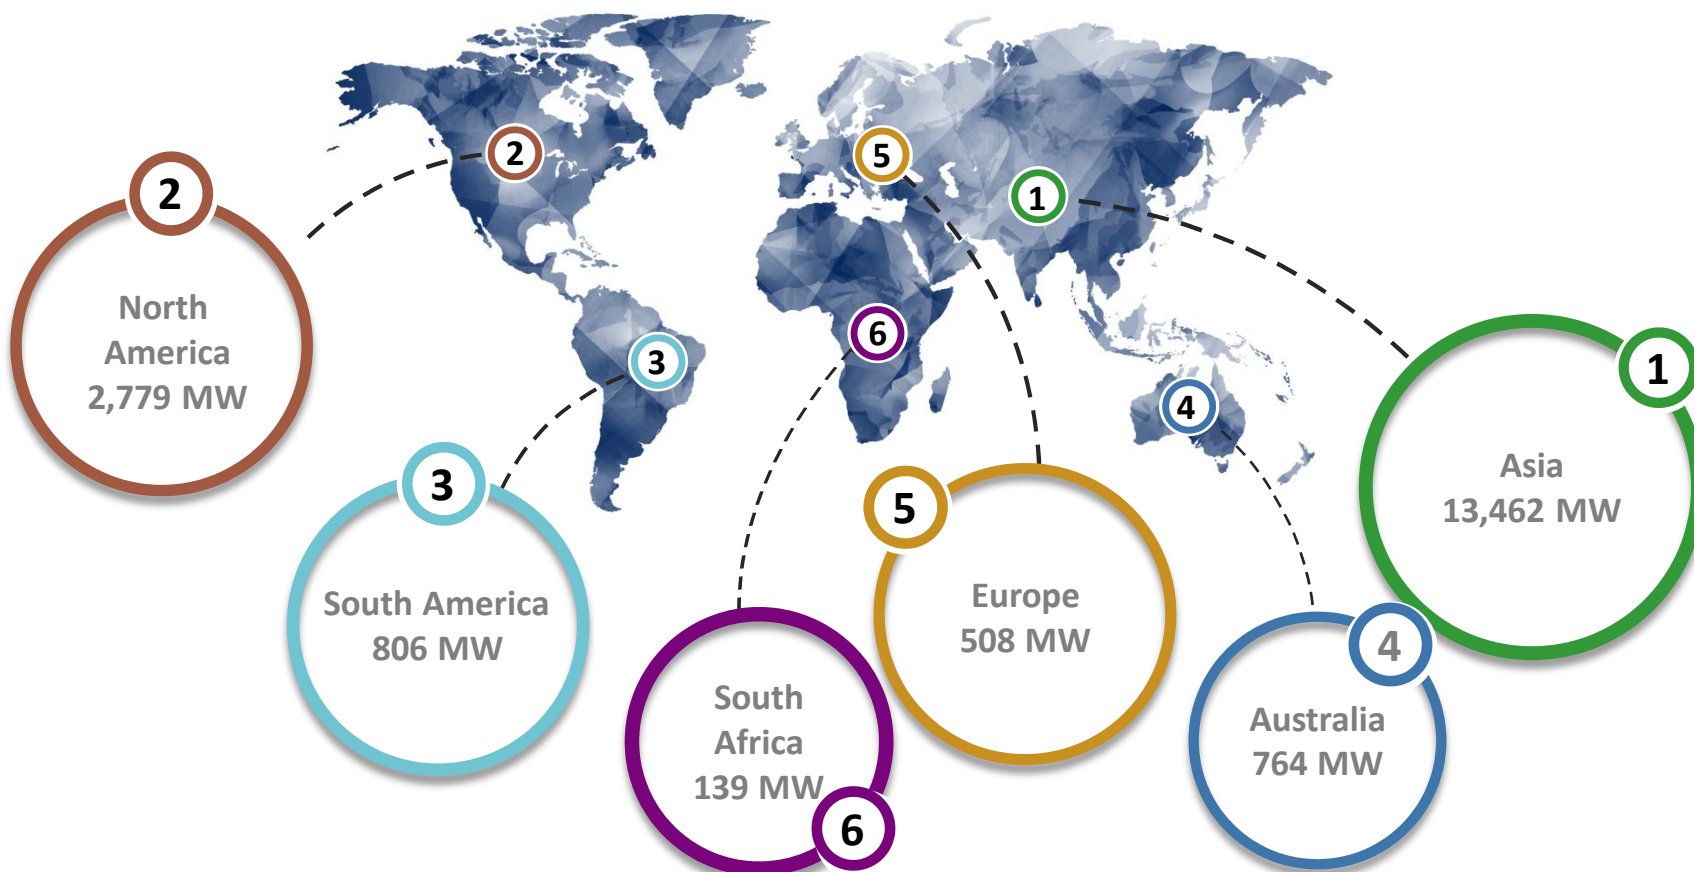 2
5
1
6
3
4
2
North
America
2,779 MW
1
Asia
13,462 MW
3
South America
806 MW
5
Europe
508 MW
4
Australia
764 MW
South
Africa
139 MW
6